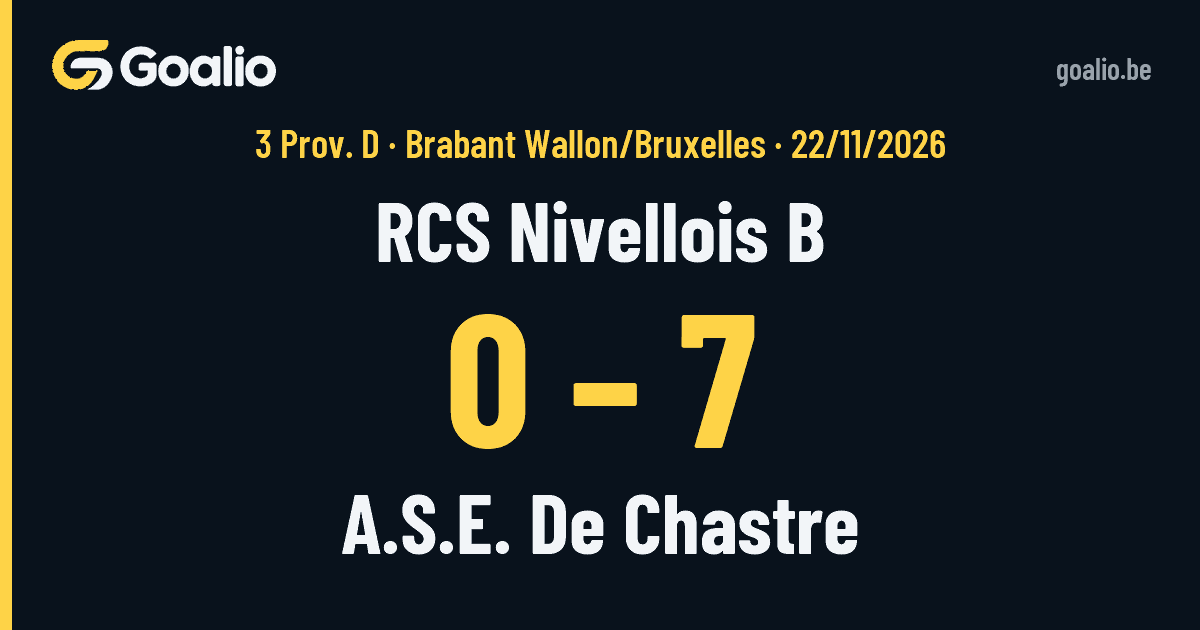 Goalio
goalio.be
3 Prov. D · Brabant Wallon/Bruxelles · 22/11/2026
RCS Nivellois B
0 – 7
A.S.E. De Chastre